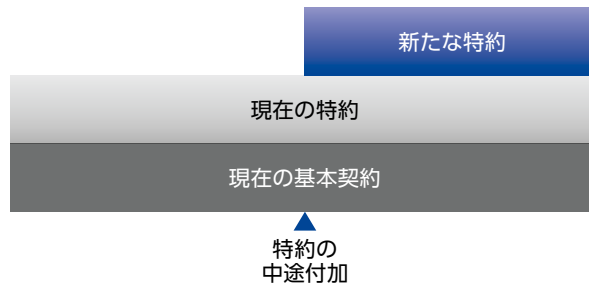 新たな特約
現在の特約
現在の基本契約
特約の
中途付加